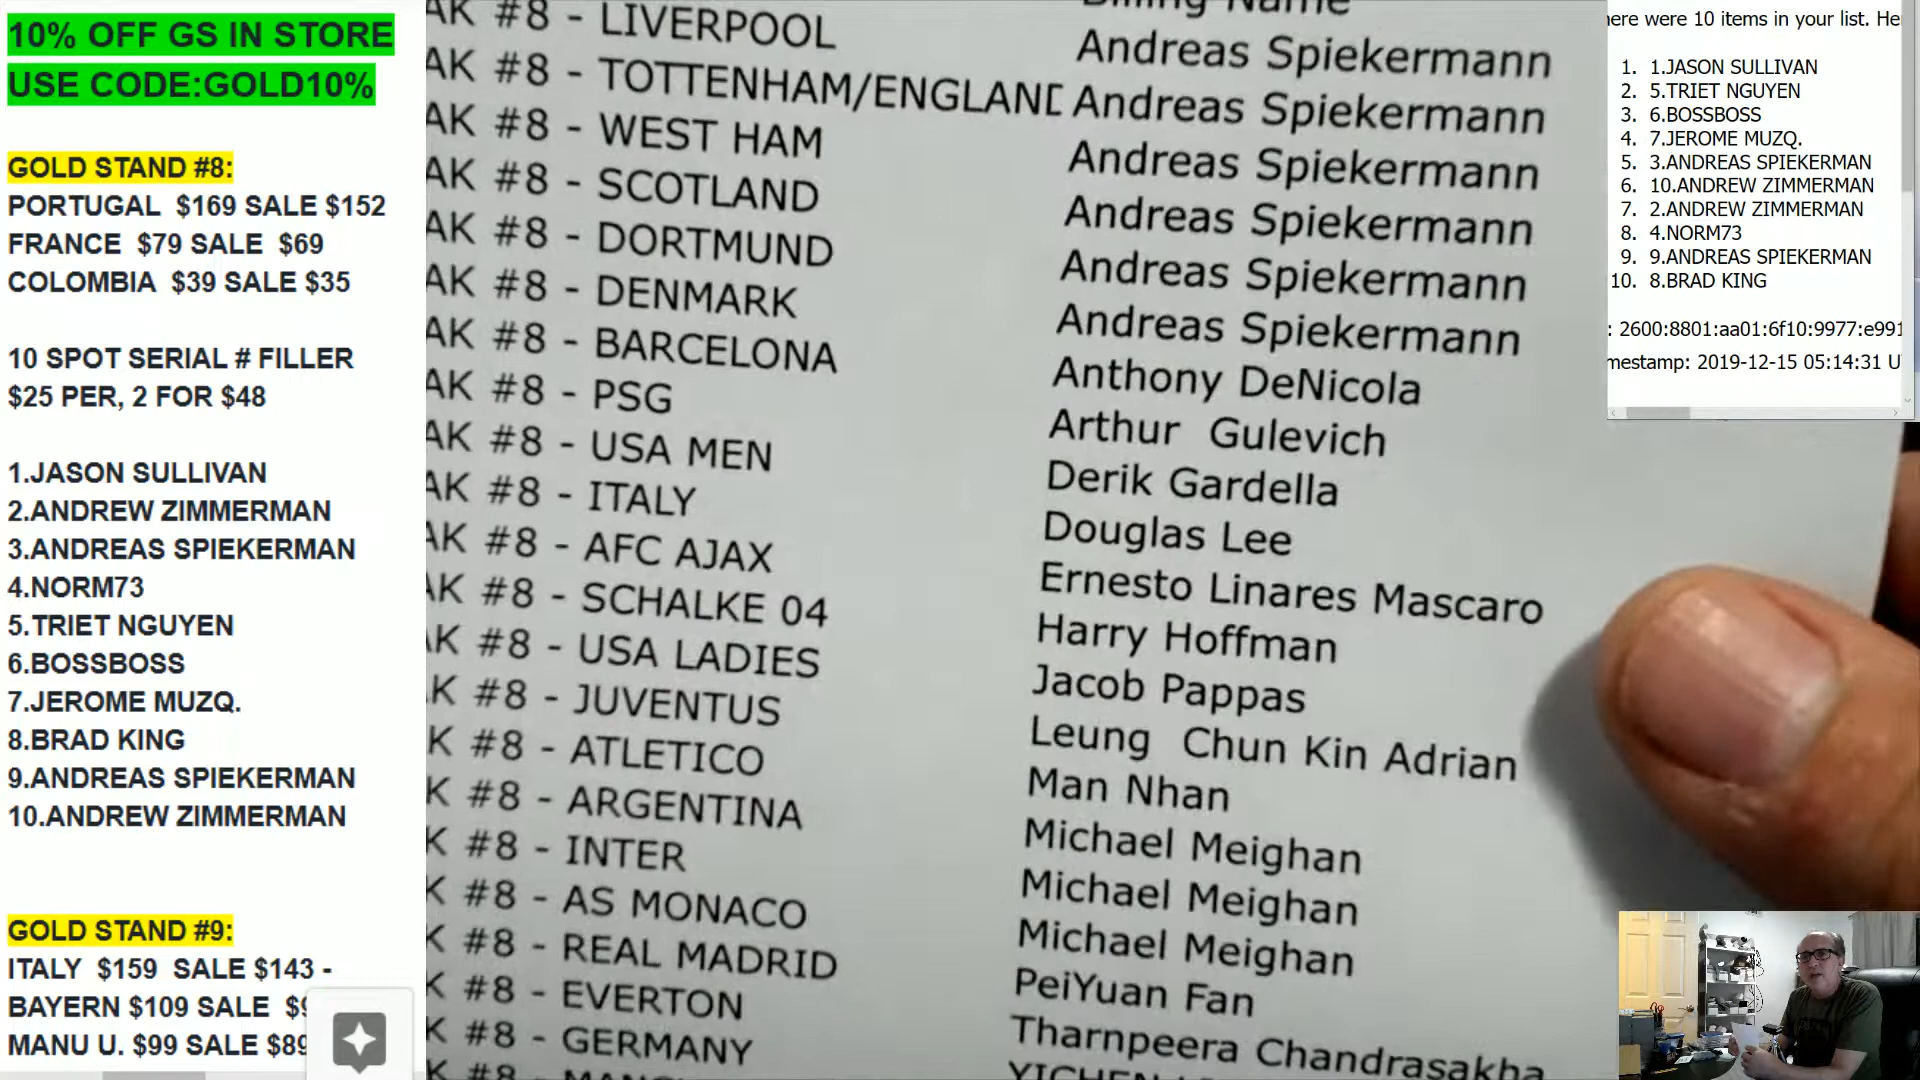 10% OFF GS IN STORE
USE CODE:GOLD10%
GOLD STAND #8:
PORTUGAL $169 SALE $152
FRANCE $79 SALE $69
COLOMBIA $39 SALE $35
10 SPOT SERIAL # FILLER
$25 PER, 2 FOR $48
1.JASON SULLIVAN
2.ANDREW ZIMMERMAN
3.ANDREAS SPIEKERMAN
4.NORM73
5.TRIET NGUYEN
6.BOSSBOSS
7.JEROME MUZQ.
8.BRAD KING
9.ANDREAS SPIEKERMAN
10.ANDREW ZIMMERMAN
GOLD STAND #9:
ITALY $159 SALE $143 -
BAYERN $109 SALE
MANU U. $99 SALE $89
Billing Name
AK #8 - LIVERPOOL Andreas Spiekermann
AK #8 - TOTTENHAM/ENGLAND Andreas Spiekermann
AK #8 - WEST HAM Andreas Spiekermann
AK #8 - SCOTLAND Andreas Spiekermann
AK #8 - DORTMUND Andreas Spiekermann
AK #8 - DENMARK Andreas Spiekermann
AK #8 - BARCELONA Anthony DeNicola
AK #8 - PSG Arthur Gulevich
AK #8 - USA MEN Derik Gardella
AK #8 - ITALY Douglas Lee
AK #8 - AFC AJAX Ernesto Linares Mascaro
AK #8 - SCHALKE 04 Harry Hoffman
AK #8 - USA LADIES Jacob Pappas
K #8 - JUVENTUS Leung Chun Kin Adrian
K #8 - ATLETICO Man Nhan
K #8 - ARGENTINA Michael Meighan
K #8 - INTER Michael Meighan
K #8 - AS MONACO Michael Meighan
K #8 - REAL MADRID PeiYuan Fan
K #8 - EVERTON Tharnpeera Chandrasakha
K #8 - GERMANY YICHEN
K #8 -
ere were 10 items in your list. He
1. 1.JASON SULLIVAN
2. 5.TRIET NGUYEN
3. 6.BOSSBOSS
4. 7.JEROME MUZQ.
5. 3.ANDREAS SPIEKERMAN
6. 10.ANDREW ZIMMERMAN
7. 2.ANDREW ZIMMERMAN
8. 4.NORM73
9. 9.ANDREAS SPIEKERMAN
10. 8.BRAD KING
: 2600:8801:aa01:6f10:9977:e991
mestamp: 2019-12-15 05:14:31 U